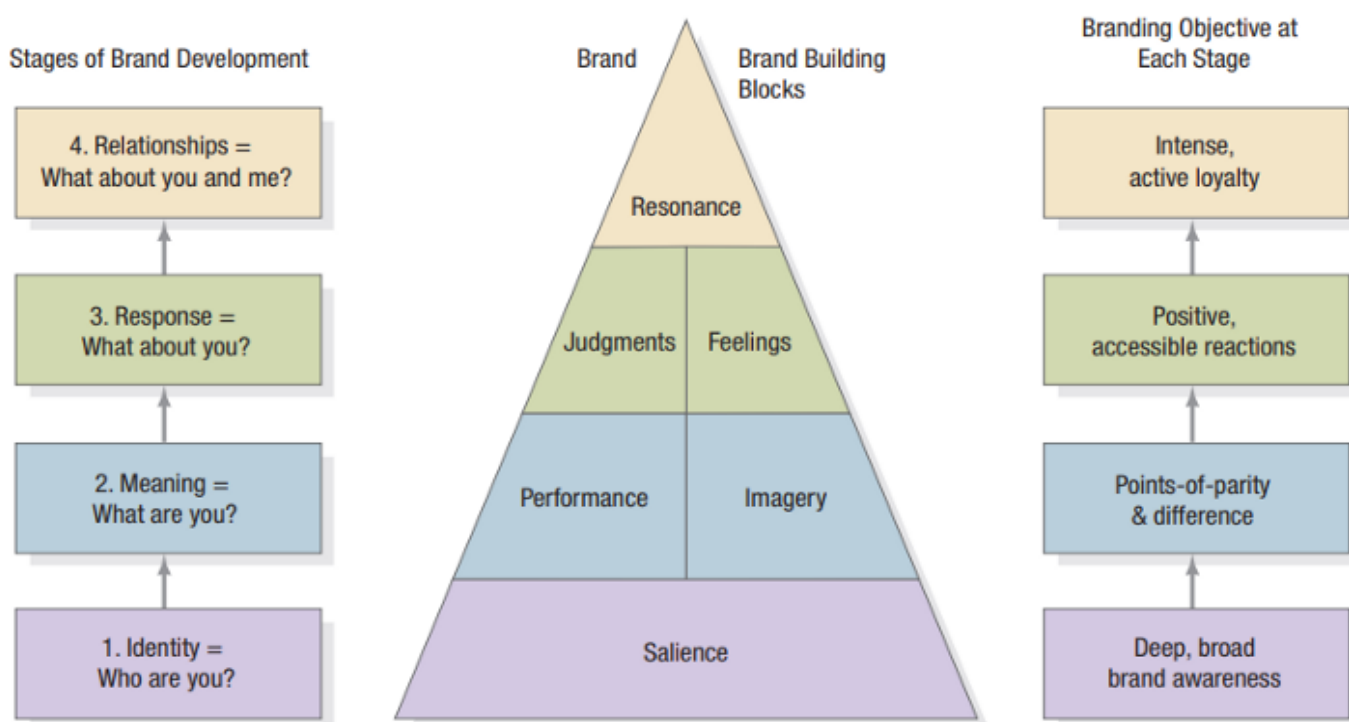 Stages of Brand Development
4. Relationships =
What about you and me?
3. Response =
What about you?
2. Meaning =
What are you?
1. Identity =
Who are you?
Brand
Brand Building
Blocks
Resonance
Judgments
Feelings
Performance
Imagery
Salience
Branding Objective at
Each Stage
Intense,
active loyalty
Positive,
accessible reactions
Points-of-parity
& difference
Deep, broad
brand awareness